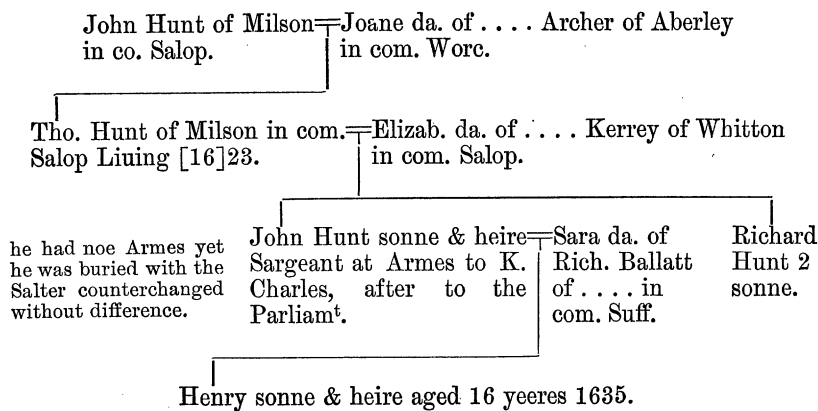 John Hunt of Milson
in co. Salop.
Joane da. of .... Archer of Aberley
in com. Worc.
Tho. Hunt of Milson in com.
Salop Liuing [16]23.
Elizab. da. of .... Kerrey of Whitton
in com. Salop.
he had noe Armes yet
he was buried with the
Salter counterchanged
without difference.
John Hunt sonne & heire
Sargeant at Armes to K.
Charles, after to the
Parliamᵗ.
Sara da. of
Rich. Ballatt
of .... in
com. Suff.
Richard
Hunt 2
sonne.
Henry sonne & heire aged 16 yeeres 1635.